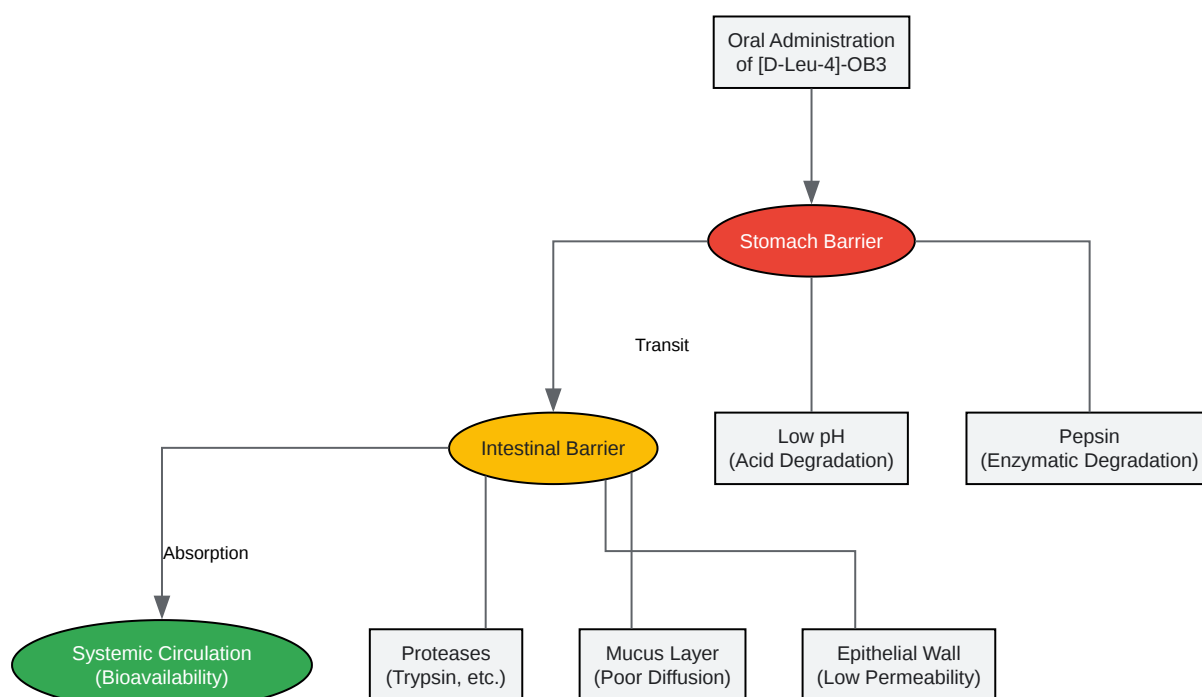 Oral Administration
of [D-Leu-4]-OB3
Stomach Barrier
Transit
Low pH
(Acid Degradation)
Pepsin
(Enzymatic Degradation)
Intestinal Barrier
Absorption
Systemic Circulation
(Bioavailability)
Proteases
(Trypsin, etc.)
Mucus Layer
(Poor Diffusion)
Epithelial Wall
(Low Permeability)